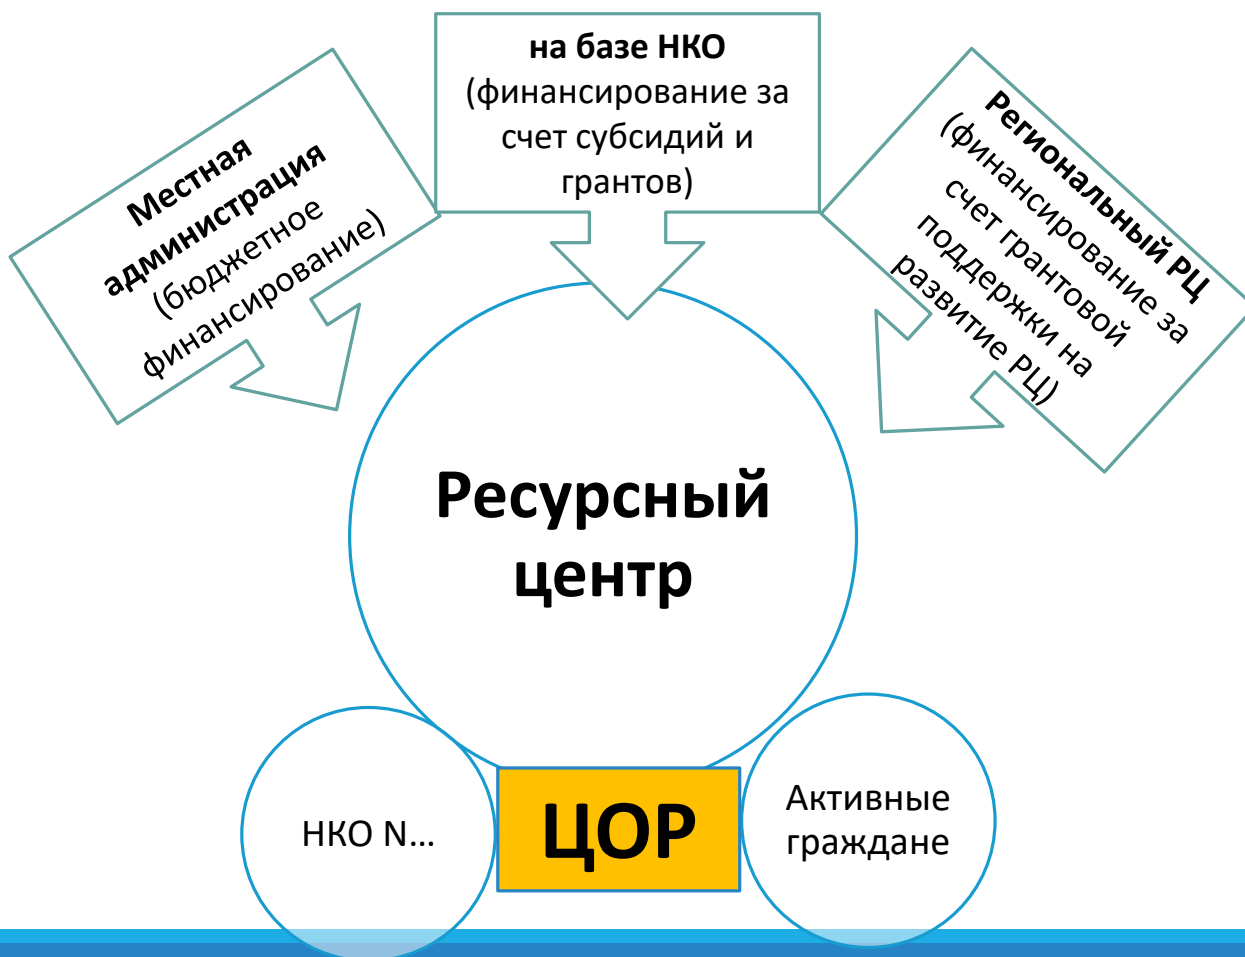 Местная
администрация
(бюджетное
финансирование)
на базе НКО
(финансирование за
счет субсидий и
грантов)
Региональный РЦ
(финансирование за
счет грантовой
поддержки на
развитие РЦ)
Ресурсный
центр
НКО N...
ЦОР
Активные
граждане